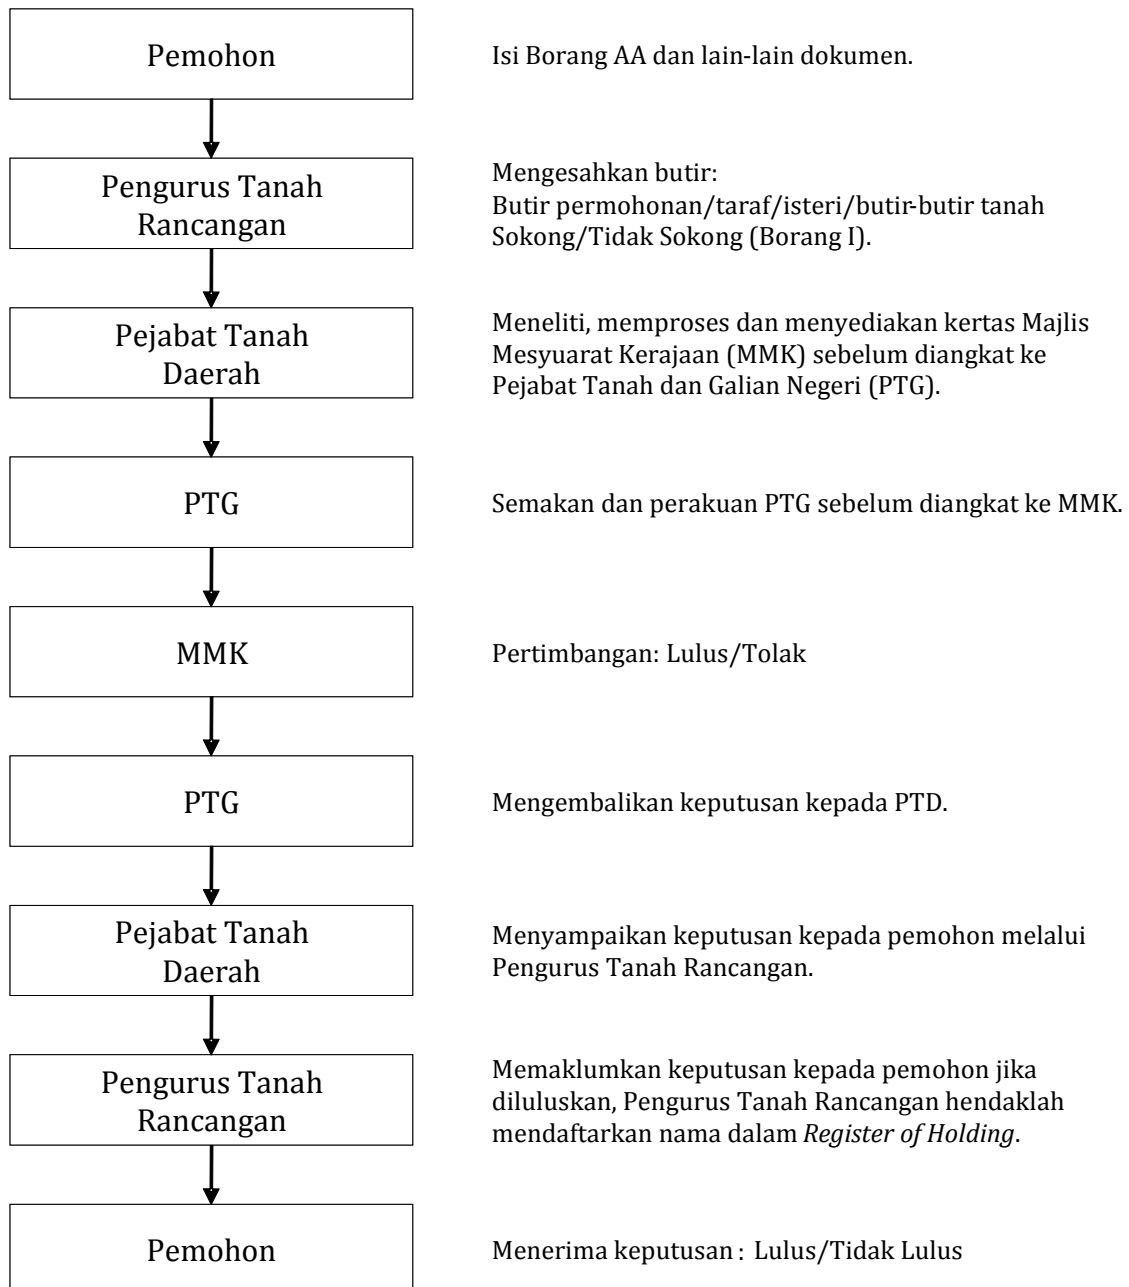 Pemohon
Isi Borang AA dan lain-lain dokumen.
Pengurus Tanah
Rancangan
Mengesahkan butir:
Butir permohonan/taraf/isteri/butir-butir tanah
Sokong/Tidak Sokong (Borang I).
Pejabat Tanah
Daerah
Meneliti, memproses dan menyediakan kertas Majlis
Mesyuarat Kerajaan (MMK) sebelum diangkat ke
Pejabat Tanah dan Galian Negeri (PTG).
PTG
Semakan dan perakuan PTG sebelum diangkat ke MMK.
MMK
Pertimbangan: Lulus/Tolak
PTG
Mengembalikan keputusan kepada PTD.
Pejabat Tanah
Daerah
Menyampaikan keputusan kepada pemohon melalui
Pengurus Tanah Rancangan.
Pengurus Tanah
Rancangan
Memaklumkan keputusan kepada pemohon jika
diluluskan, Pengurus Tanah Rancangan hendaklah
mendaftarkan nama dalam Register of Holding.
Pemohon
Menerima keputusan : Lulus/Tidak Lulus